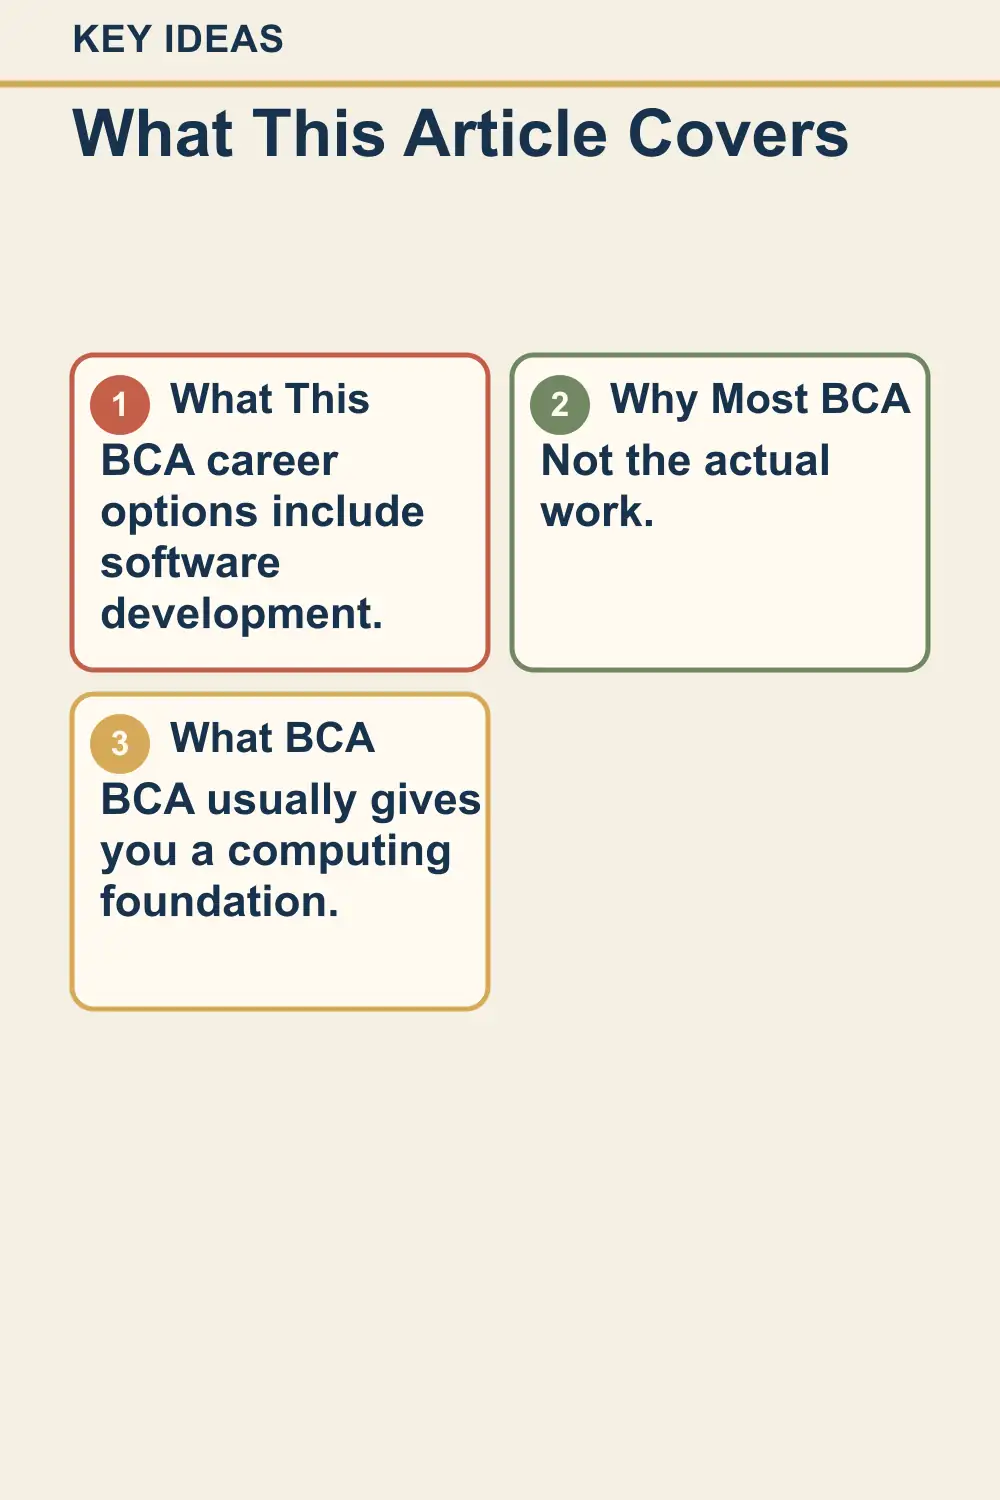 KEY IDEAS
What This Article Covers
1 What This
BCA career
options include
software
development.
2 Why Most BCA
Not the actual
work.
3 What BCA
BCA usually gives
you a computing
foundation.